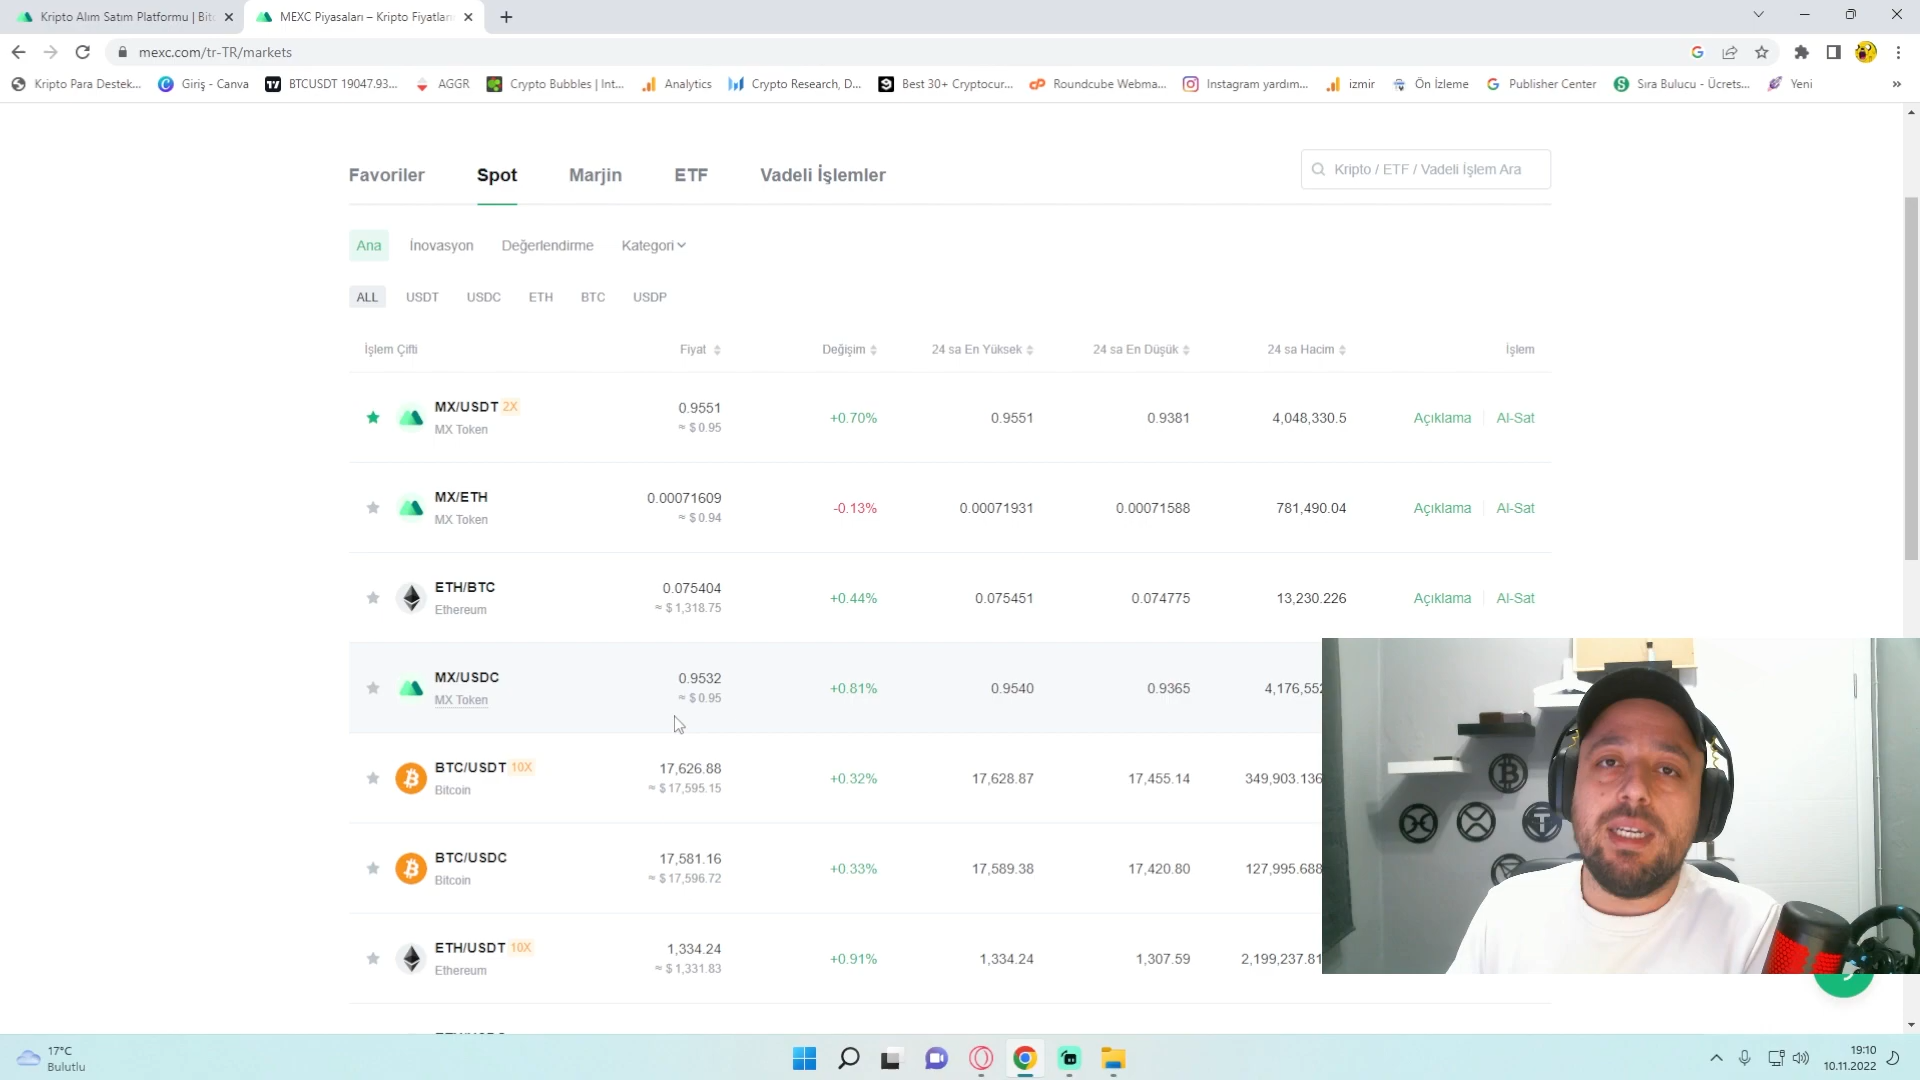 Kripto Alım Satım Platformu | Bit
MEXC Piyasaları – Kripto Fiyatları
mexc.com/tr-TR/markets
Kripto Para Destek...
Giriş - Canva
BTCUSDT 19047.93...
AGGR
Crypto Bubbles | Int...
Analytics
Crypto Research, D...
Best 30+ Cryptocur...
Roundcube Webma...
Instagram yardım...
izmir
Ön İzleme
Publisher Center
Sıra Bulucu - Ücrets...
Yeni
Favoriler Spot Marjin ETF Vadeli İşlemler
Kripto / ETF / Vadeli İşlem Ara
Ana İnovasyon Değerlendirme Kategori
ALL USDT USDC ETH BTC USDP
İşlem Çifti Fiyat Değişim 24 sa En Yüksek 24 sa En Düşük 24 sa Hacim İşlem
MX/USDT 2X
MX Token
0.9551
≈ $ 0.95
+0.70% 0.9551 0.9381 4,048,330.5 Açıklama Al-Sat
MX/ETH
MX Token
0.00071609
≈ $ 0.94
-0.13% 0.00071931 0.00071588 781,490.04 Açıklama Al-Sat
ETH/BTC
Ethereum
0.075404
≈ $ 1,318.75
+0.44% 0.075451 0.074775 13,230.226 Açıklama Al-Sat
MX/USDC
MX Token
0.9532
≈ $ 0.95
+0.81% 0.9540 0.9365 4,176,552
BTC/USDT 10X
Bitcoin
17,626.88
≈ $ 17,595.15
+0.32% 17,628.87 17,455.14 349,903.136
BTC/USDC
Bitcoin
17,581.16
≈ $ 17,596.72
+0.33% 17,589.38 17,420.80 127,995.688
ETH/USDT 10X
Ethereum
1,334.24
≈ $ 1,331.83
+0.91% 1,334.24 1,307.59 2,199,237.81
17°C
Bulutlu
19:10
10.11.2022